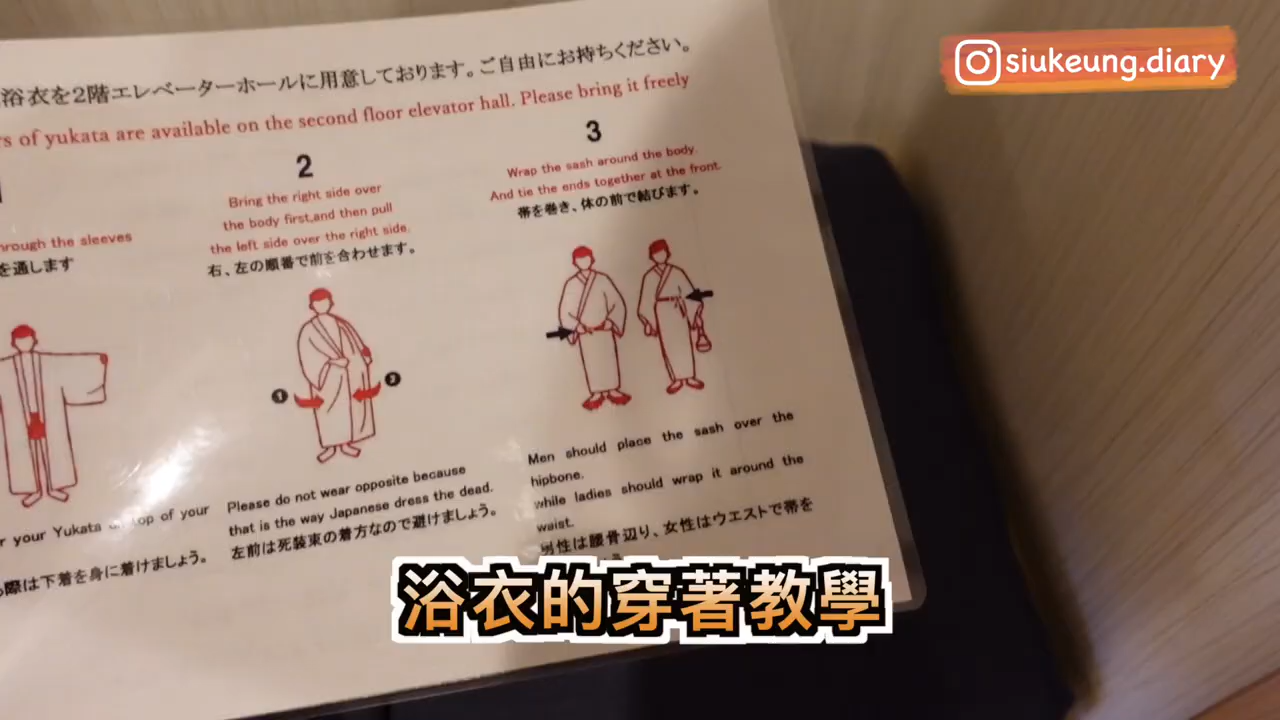 siukeung.diary
浴衣を2階エレベーターホールに用意しております。ご自由にお持ちください。
of yukata are available on the second floor elevator hall. Please bring it freely
2
Bring the right side over
the body first,and then pull
the left side over the right side.
右、左の順番で前を合わせます。
3
Wrap the sash around the body.
And tie the ends together at the front.
帯を巻き、体の前で結びます。
the sleeves
を通します
1
2
your Yukata on top of your
際は下着を身に着けましょう。
Please do not wear opposite because
that is the way Japanese dress the dead.
左前は死装束の着方なので避けましょう。
Men should place the sash over the
hipbone.
while ladies should wrap it around the
waist.
男性は腰骨辺り、女性はウエストで帯を
浴衣的穿著教學